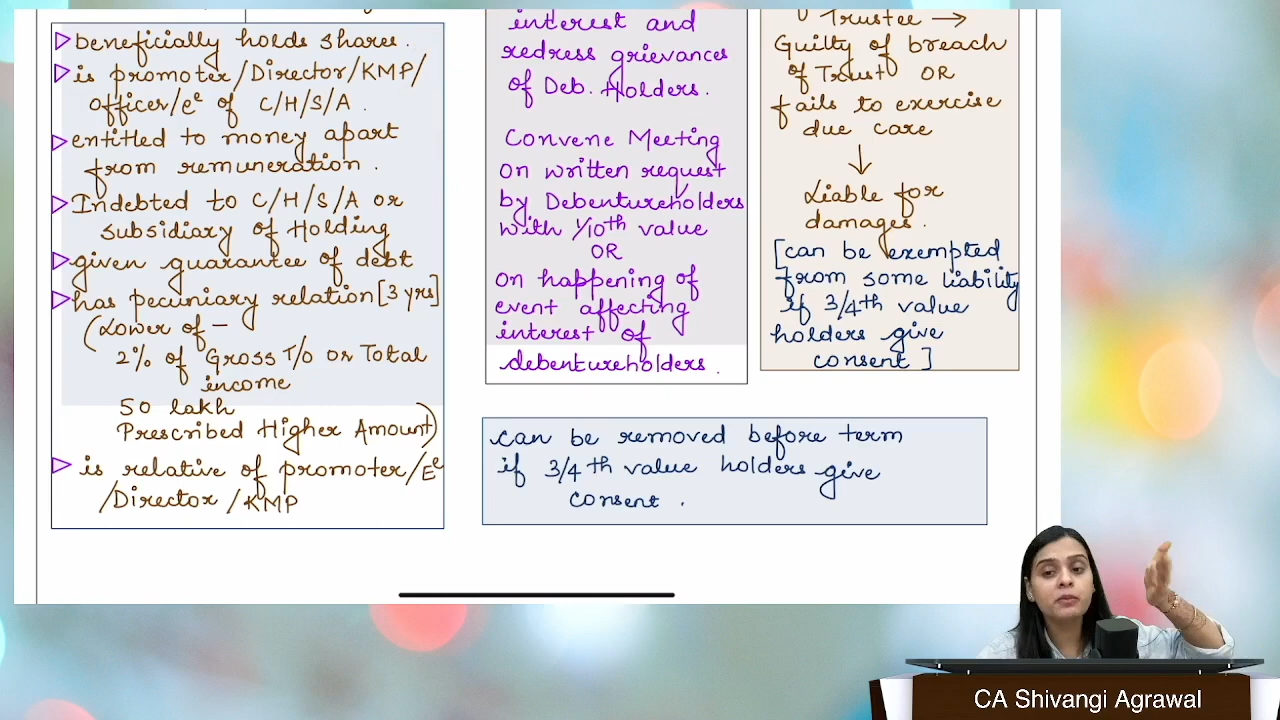 beneficially holds shares.
is promoter/Director/KMP/
officer/eᵉ of C/H/S/A.
entitled to money apart
from remuneration.
Indebted to C/H/S/A or
subsidiary of Holding
given guarantee of debt
has pecuniary relation [3 yrs]
(Lower of -
2% of Gross T/o or Total
income
50 lakh
Prescribed Higher Amount)
is relative of promoter/Eᵉ
/Director/KMP
interest and
redress grievances
of Deb. Holders.
Convene Meeting
on written request
by Debentureholders
with 1/10th value
OR
on happening of
event affecting
interest of
debentureholders.
Trustee →
Guilty of breach
of Trust OR
fails to exercise
due care
↓
Liable for
damages.
[can be exempted
from some liability
if 3/4th value
holders give
consent]
can be removed before term
if 3/4th value holders give
consent.
CA Shivangi Agrawal